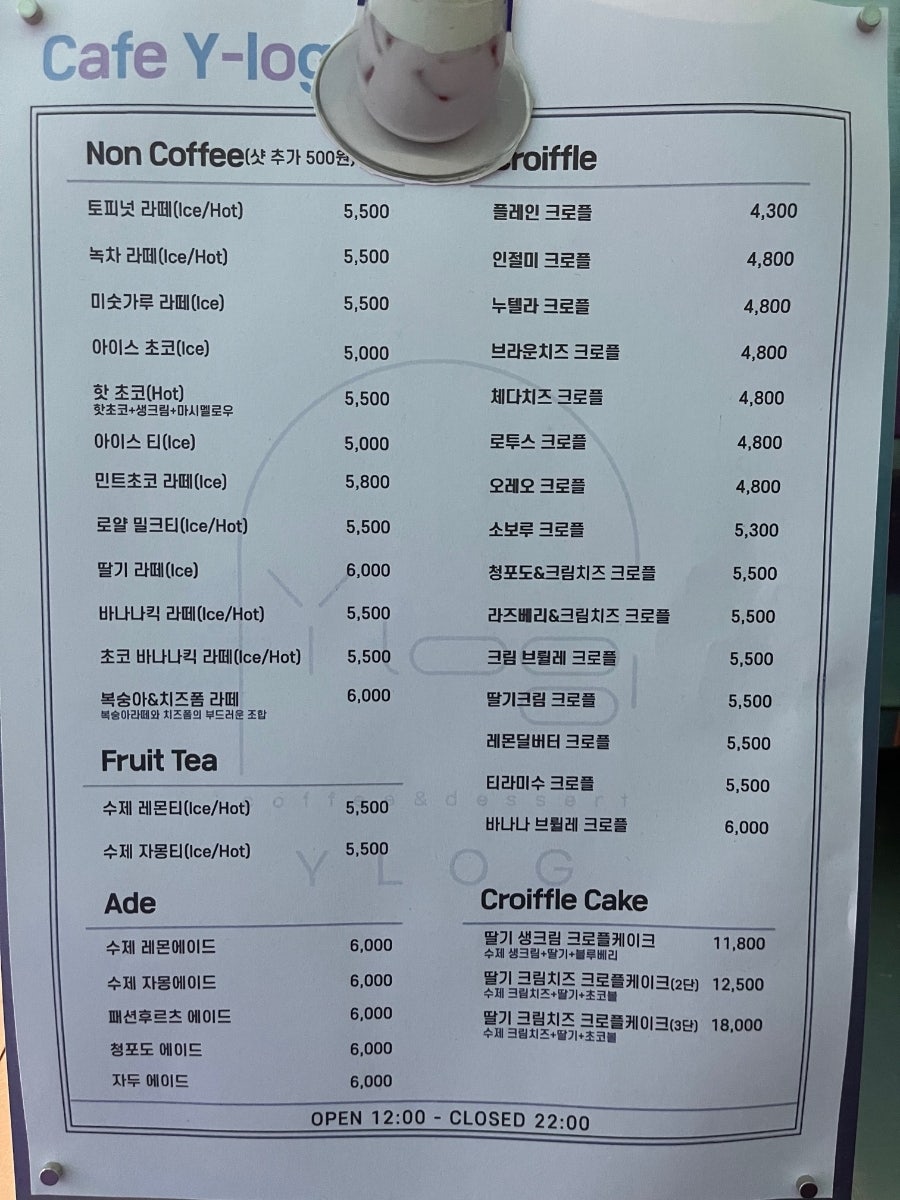 Cafe Y-log
Non Coffee(샷 추가 500원)
토피넛 라떼(Ice/Hot) 5,500
녹차 라떼(Ice/Hot) 5,500
미숫가루 라떼(Ice) 5,500
아이스 초코(Ice) 5,000
핫 초코(Hot) 5,500
핫초코+생크림+마시멜로우
아이스 티(Ice) 5,000
민트초코 라떼(Ice) 5,800
로얄 밀크티(Ice/Hot) 5,500
딸기 라떼(Ice) 6,000
바나나킥 라떼(Ice/Hot) 5,500
초코 바나나킥 라떼(Ice/Hot) 5,500
복숭아&치즈폼 라떼 6,000
복숭아라떼와 치즈폼의 부드러운 조합
Fruit Tea
수제 레몬티(Ice/Hot) 5,500
수제 자몽티(Ice/Hot) 5,500
Ade
수제 레몬에이드 6,000
수제 자몽에이드 6,000
패션후르츠 에이드 6,000
청포도 에이드 6,000
자두 에이드 6,000
Croiffle
플레인 크로플 4,300
인절미 크로플 4,800
누텔라 크로플 4,800
브라운치즈 크로플 4,800
체다치즈 크로플 4,800
로투스 크로플 4,800
오레오 크로플 4,800
소보루 크로플 5,300
청포도&크림치즈 크로플 5,500
라즈베리&크림치즈 크로플 5,500
크림 브륄레 크로플 5,500
딸기크림 크로플 5,500
레몬딜버터 크로플 5,500
티라미수 크로플 5,500
바나나 브륄레 크로플 6,000
Croiffle Cake
딸기 생크림 크로플케이크 11,800
수제 생크림+딸기+블루베리
딸기 크림치즈 크로플케이크(2단) 12,500
수제 크림치즈+딸기+초코볼
딸기 크림치즈 크로플케이크(3단) 18,000
수제 크림치즈+딸기+초코볼
Ylog
coffee&dessert
YLOG
OPEN 12:00 - CLOSED 22:00